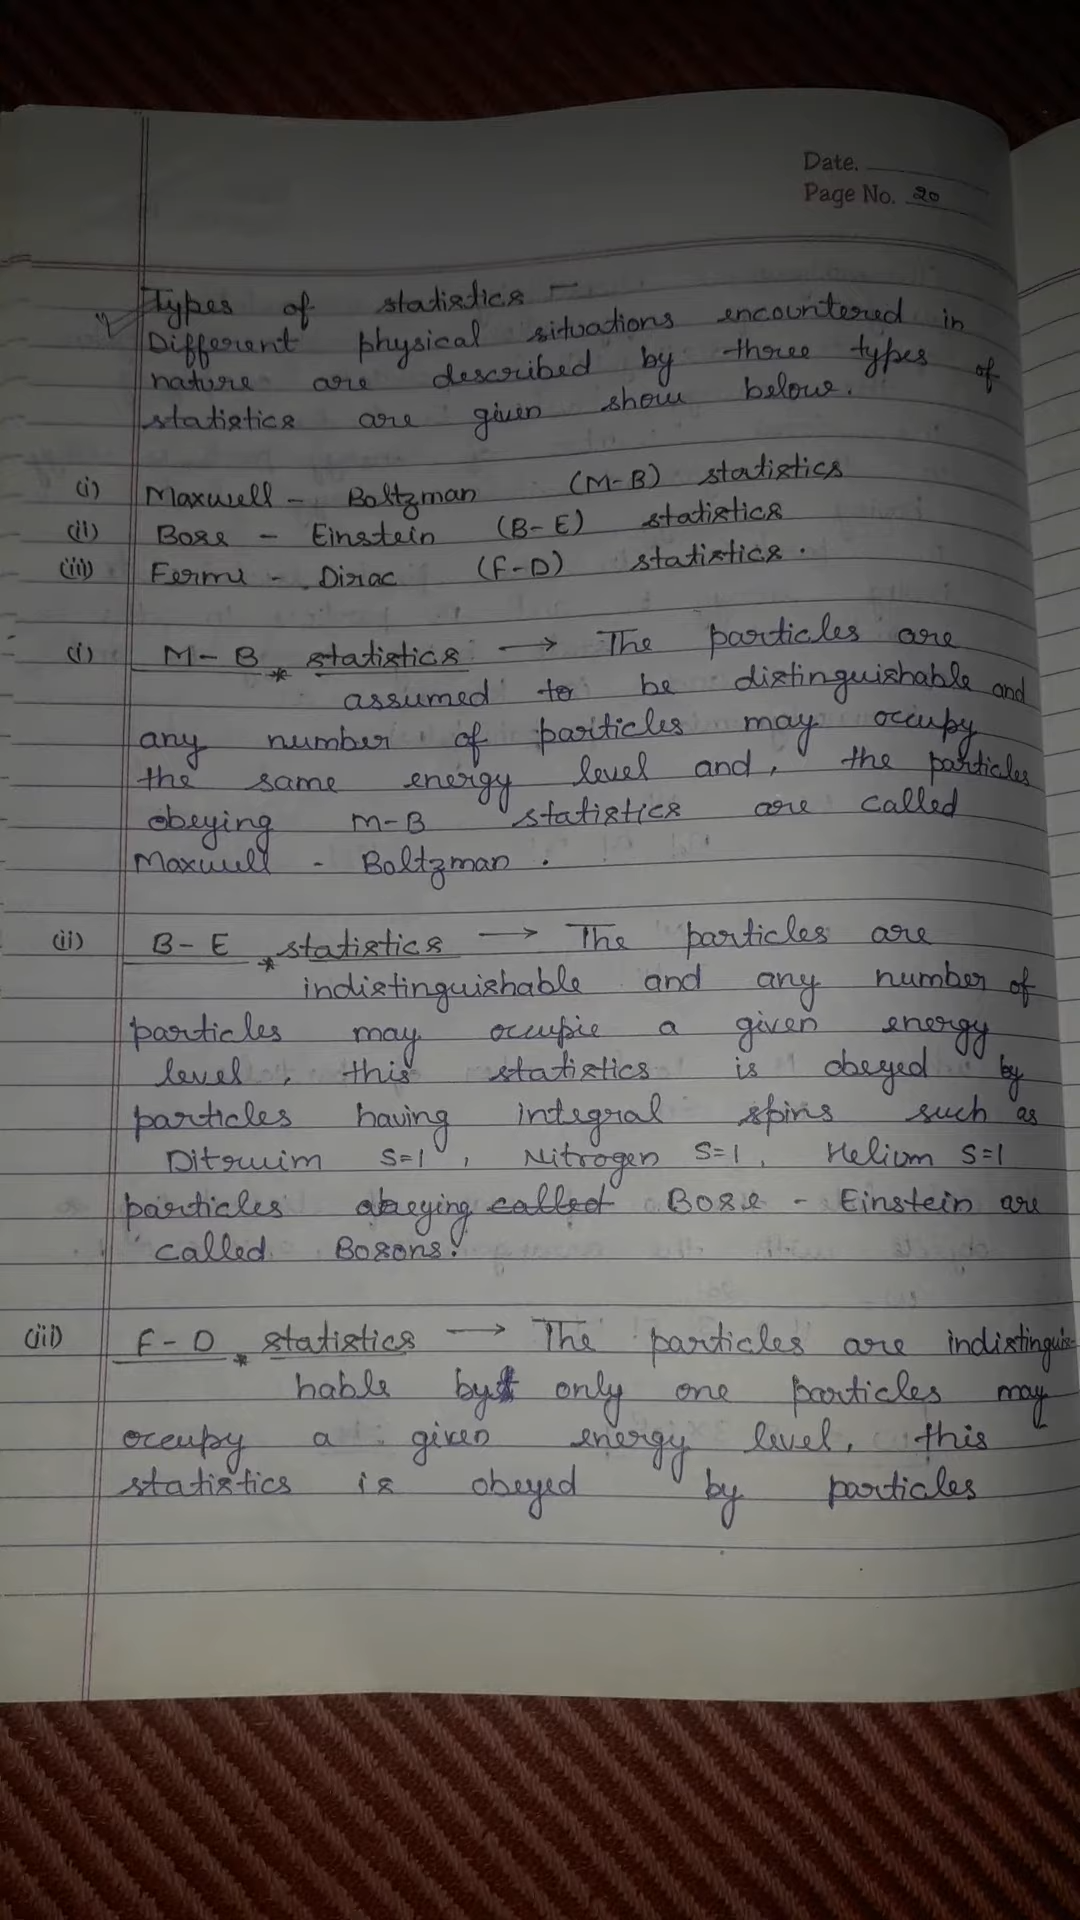 Date.
Page No. 20
Types of statistics –
Different physical situations encountered in
nature are described by three types of
statistics are given show below.
(i) Maxwell - Boltzman (M-B) statistics
(ii) Bose - Einstein (B-E) statistics
(iii) Fermi - Dirac (F-D) statistics.
(i) M-B statistics → The particles are
assumed to be distinguishable and
any number of particles may occupy
the same energy level and, the particles
obeying M-B statistics are called
Maxwell - Boltzman.
(ii) B-E statistics → The particles are
indistinguishable and any number of
particles may occupie a given energy
level, this statistics is obeyed by
particles having integral spins such as
Ditruim S=1, Nitrogen S=1, Helium S=1
particles obeying called Bose - Einstein are
called Bosons.
(iii) F-D statistics → The particles are indistinguis-
hable by only one particles may
occupy a given energy level, this
statistics is obeyed by particles